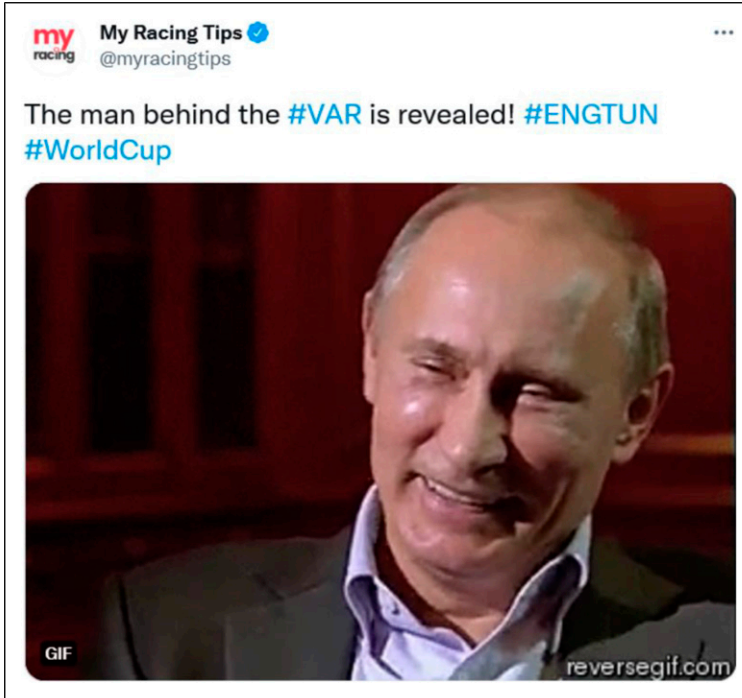 my
racing
My Racing Tips
@myracingtips
The man behind the #VAR is revealed! #ENGTUN
#WorldCup
GIF
reversegif.com